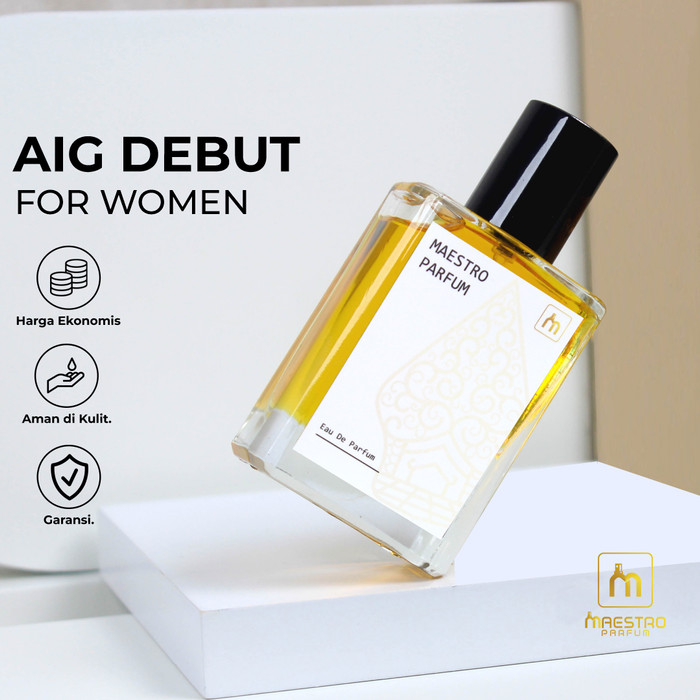 AIG DEBUT
FOR WOMEN
Harga Ekonomis
Aman di Kulit.
Garansi.
MAESTRO
PARFUM
Eau De Parfum
MAESTRO
PARFUM